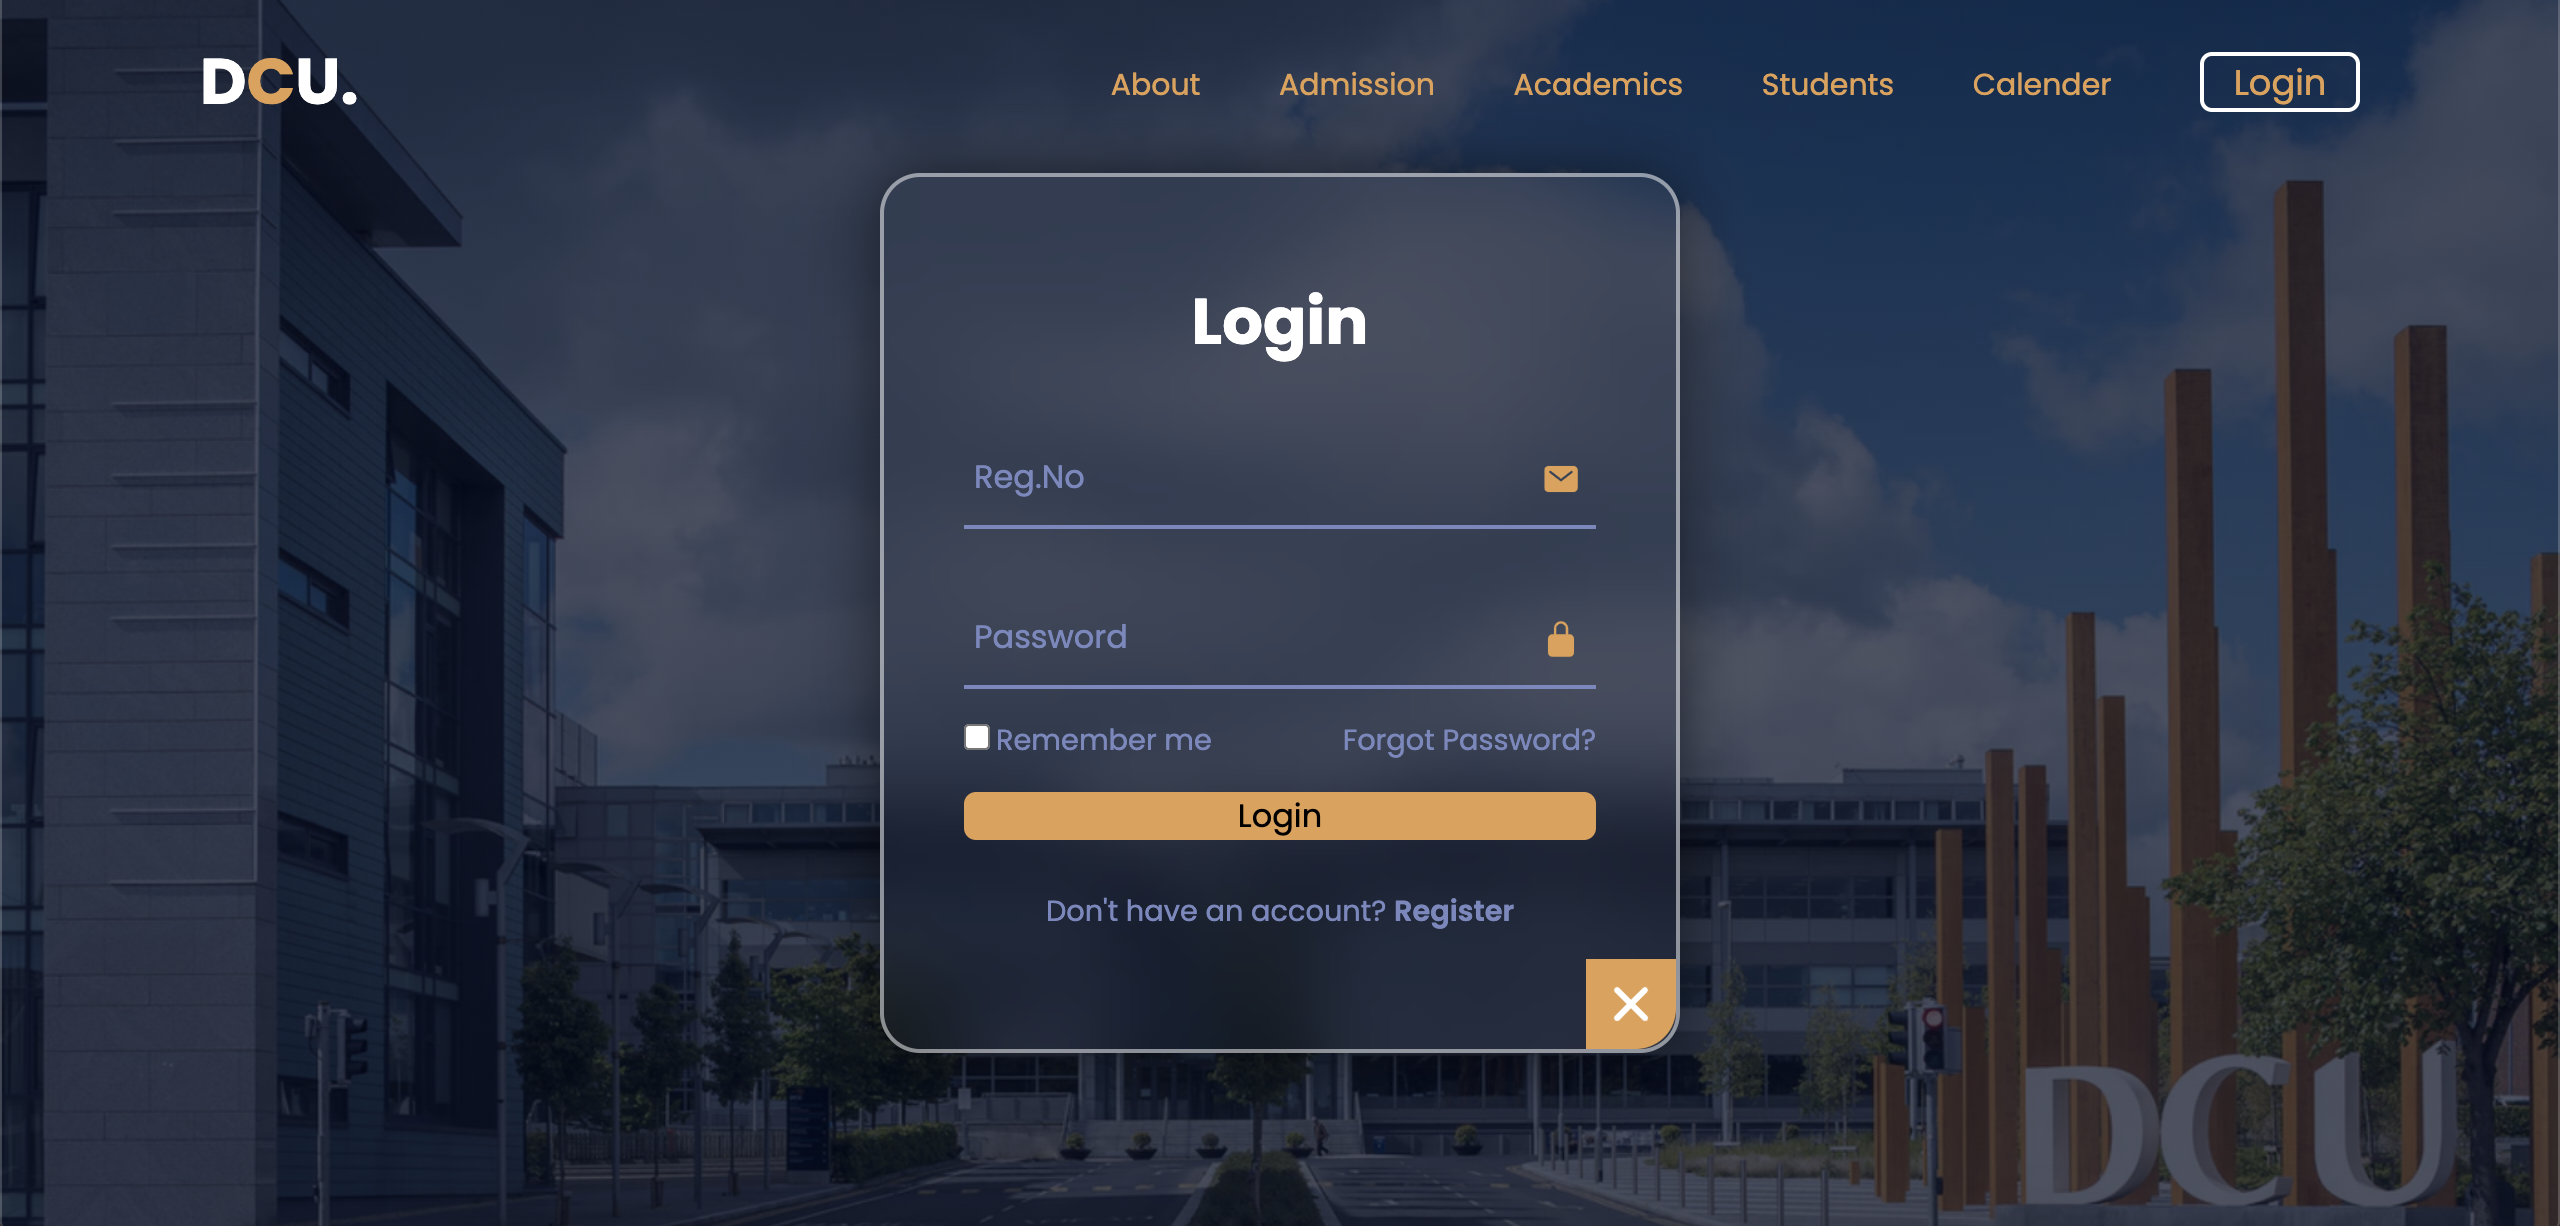 DCU.
About Admission Academics Students Calender Login
Login
Reg.No
Password
Remember me Forgot Password?
Login
Don't have an account? Register
DCU